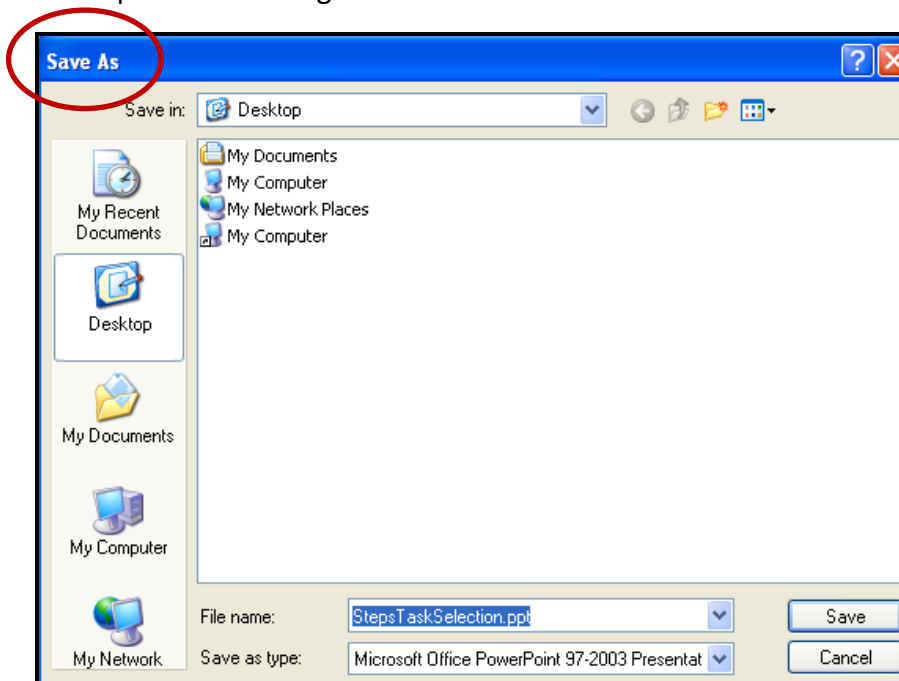 Save As
Save in: Desktop
My Documents
My Computer
My Network Places
My Computer
My Recent
Documents
Desktop
My Documents
My Computer
My Network
File name: StepsTaskSelection.ppt Save
Save as type: Microsoft Office PowerPoint 97-2003 Presentat Cancel